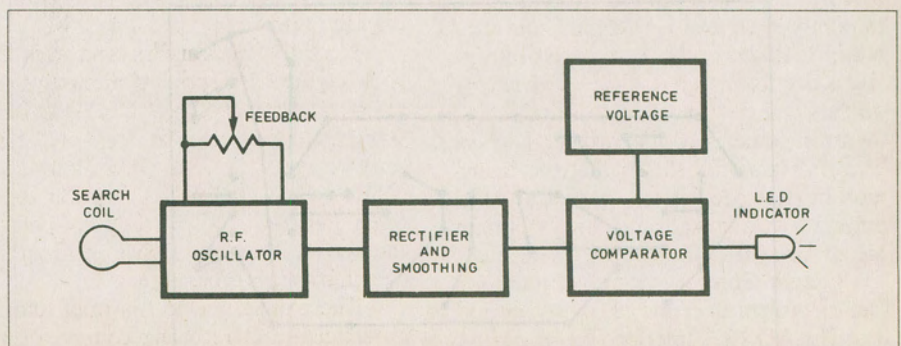 FEEDBACK
REFERENCE
VOLTAGE
SEARCH
COIL
R.F.
OSCILLATOR
RECTIFIER
AND
SMOOTHING
VOLTAGE
COMPARATOR
L.E.D
INDICATOR